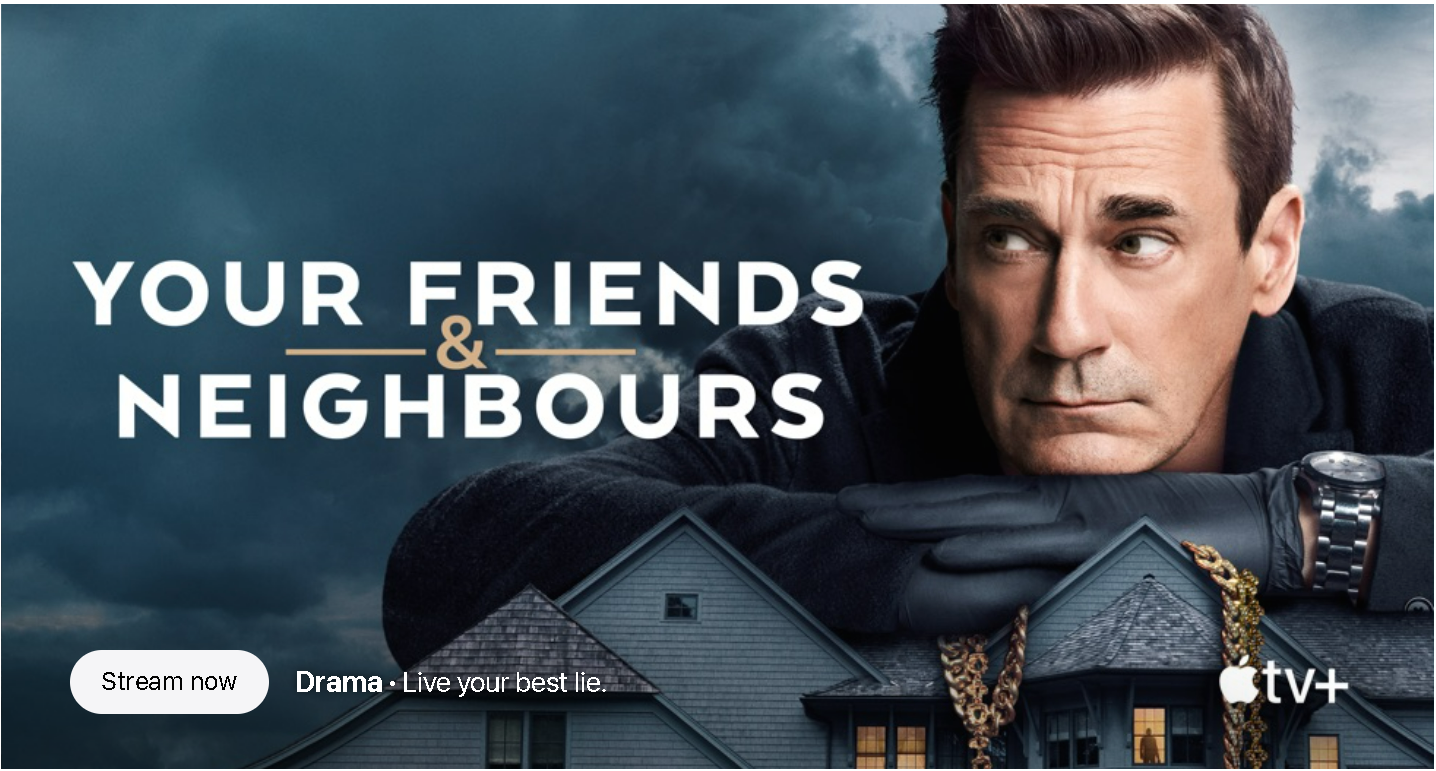 YOUR FRIENDS
&
NEIGHBOURS
Stream now
Drama · Live your best lie.
tv+